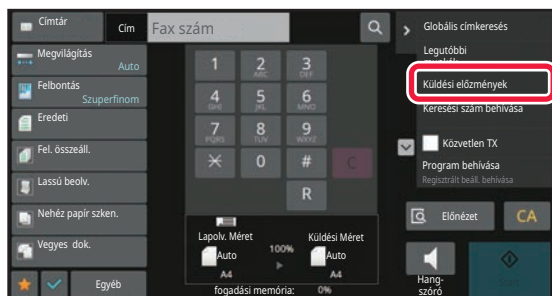 Címtár
Cím
Fax szám
Globális címkeresés
Megvilágítás
Auto
Legutóbbi
Küldési előzmények
Felbontás
Szuperfinom
Keresési szám behívása
Eredeti
Fel. összeáll.
Közvetlen TX
Lassú beolv.
Program behívása
Regisztrált beáll. behívása
Nehéz papír szken.
Vegyes dok.
Egyéb
1
2 ABC
3 DEF
4 GHI
5 JKL
6 MNO
7 PQRS
8 TUV
9 WXYZ
0
#
C
R
Lapolv. Méret
Küldési Méret
Auto
100%
Auto
A4
A4
fogadási memória: 0%
Előnézet
CA
Hang-
szóró
Start